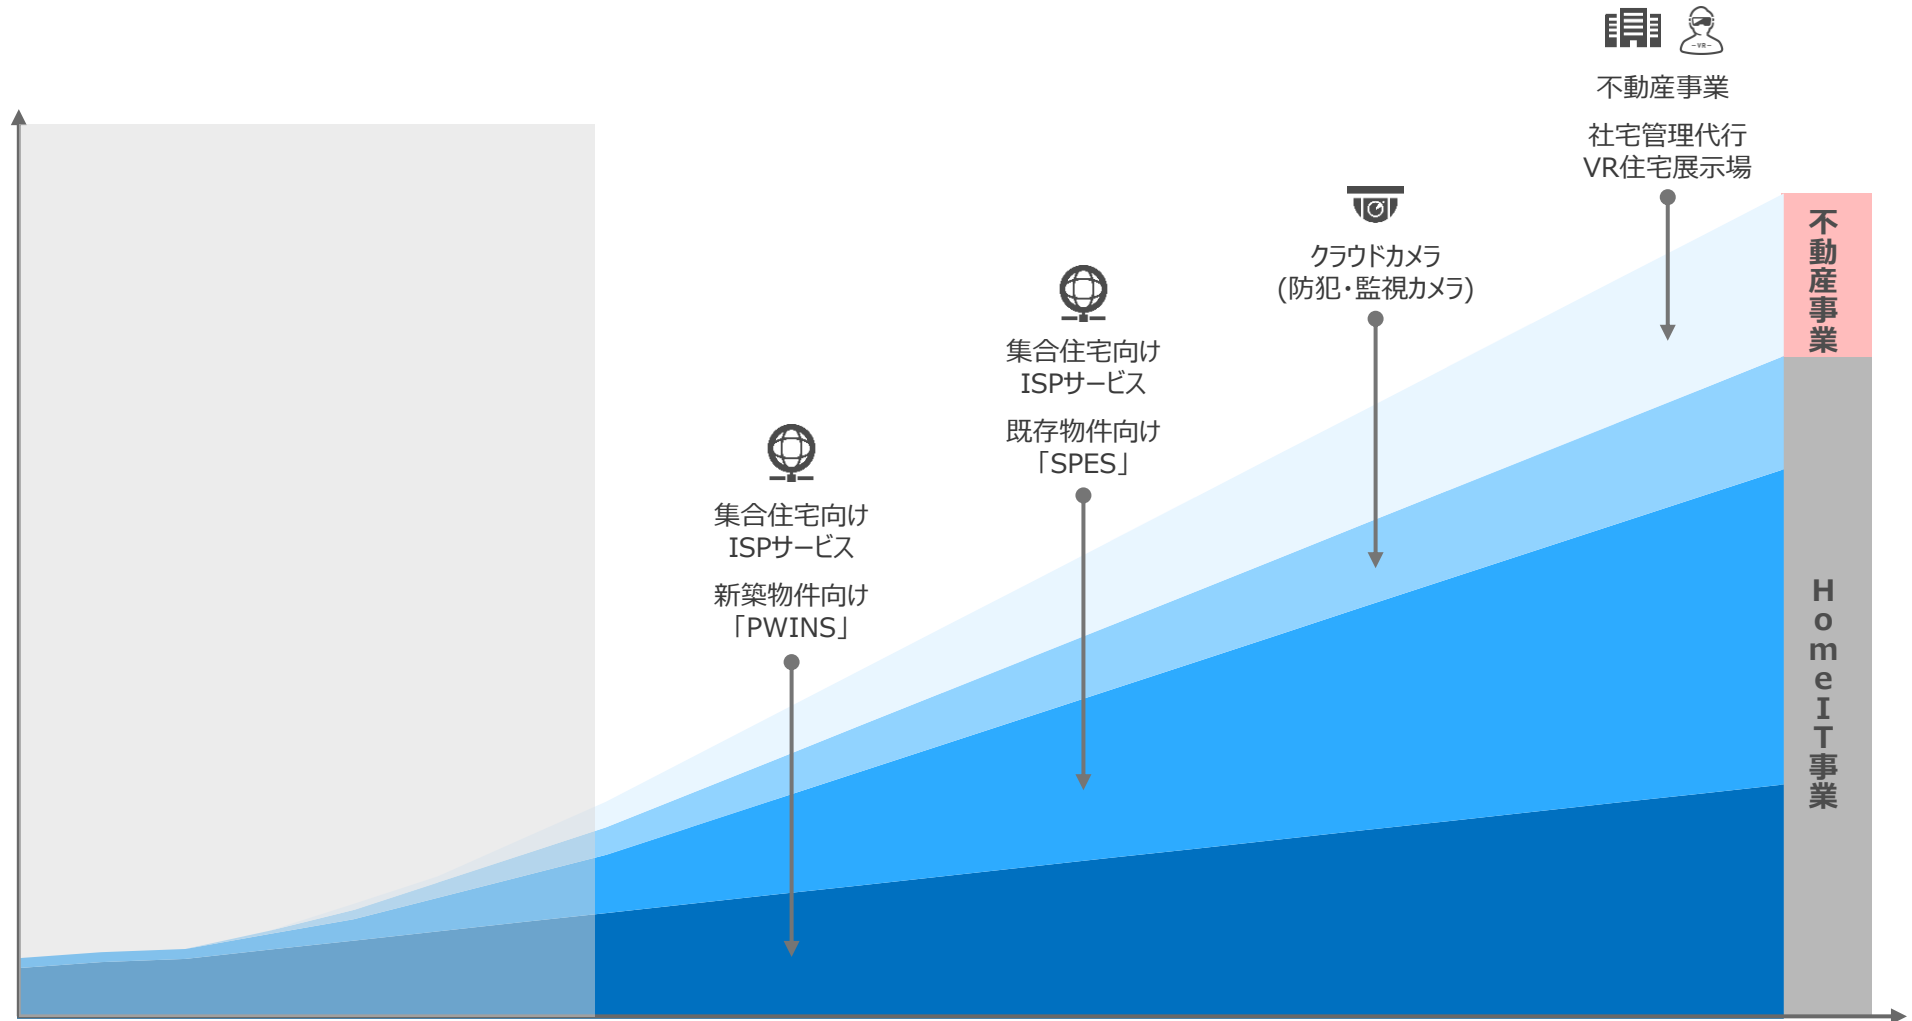 -VR-
不動産事業
社宅管理代行
VR住宅展示場
クラウドカメラ
(防犯・監視カメラ)
集合住宅向け
ISPサービス
既存物件向け
「SPES」
集合住宅向け
ISPサービス
新築物件向け
「PWINS」
不動産事業
HomeIT事業